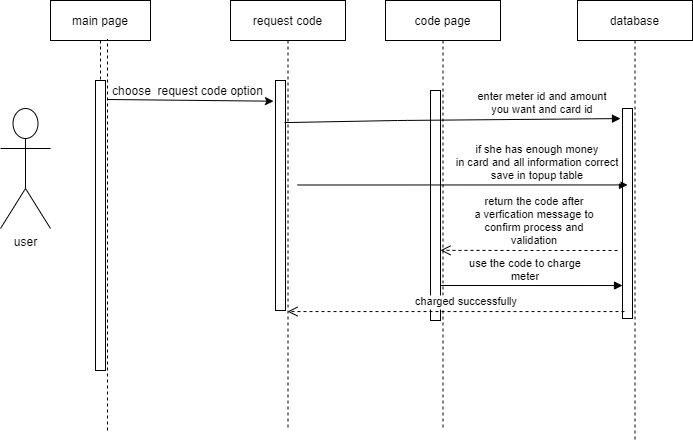 main page
request code
code page
database
choose request code option
enter meter id and amount
you want and card id
if she has enough money
in card and all information correct
save in topup table
return the code after
a verfication message to
confirm process and
validation
user
use the code to charge
meter
charged successfully